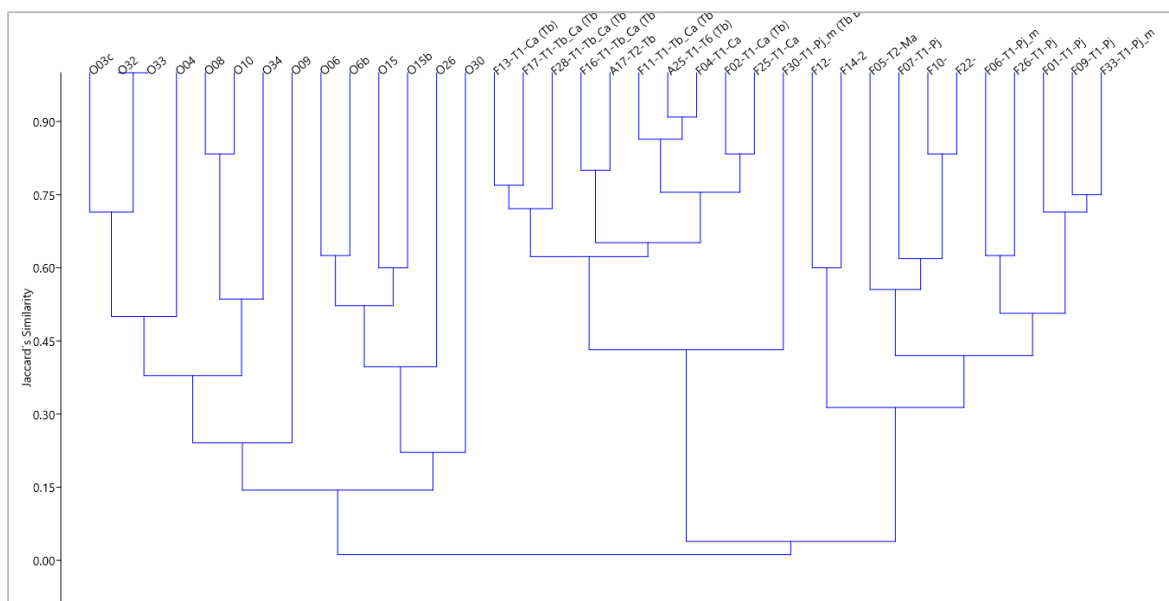 O03c
O32
O33
O04
O08
O10
O34
O09
O06
O6b
O15
O15b
O26
O30
F13-T1-Ca (Tb)
F17-T1-Tb_Ca (Tb
F28-T1-Tb_Ca (Tb
F16-T1-Tb_Ca (Tb
A17-T2-Tb
F11-T1-Tb_Ca (Tb
A25-T1-T6 (Tb)
F04-T1-Ca
F02-T1-Ca (Tb)
F25-T1-Ca
F30-T1-Pj_m (Tb
F12-
F14-2
F05-T2-Ma
F07-T1-Pj
F10-
F22-
F06-T1-Pj_m
F26-T1-Pj
F01-T1-Pj
F09-T1-Pj
F33-T1-Pj_m
0.90
0.75
0.60
0.45
0.30
0.15
0.00
Jaccard´s Similarity